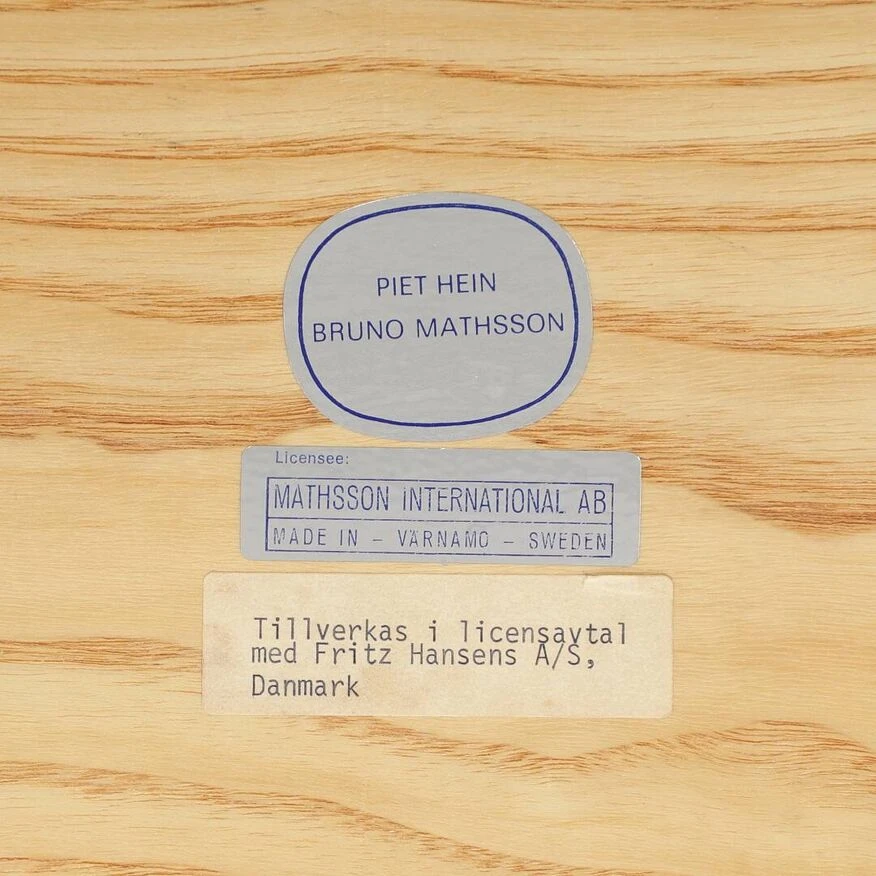 PIET HEIN
BRUNO MATHSSON
Licensee:
MATHSSON INTERNATIONAL AB
MADE IN – VÄRNAMO – SWEDEN
Tillverkas i licensavtal
med Fritz Hansens A/S,
Danmark